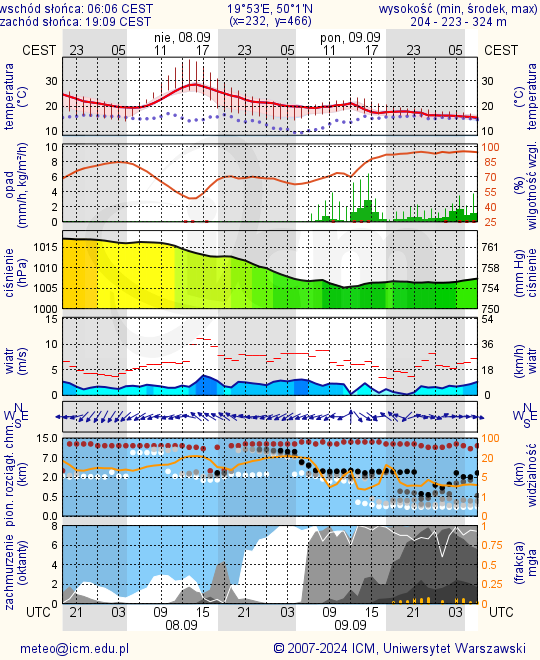 wschód słońca: 06:06 CEST
zachód słońca: 19:09 CEST
19°53'E, 50°1'N
(x=232, y=466)
wysokość (min, środek, max)
204 - 223 - 324 m
nie, 08.09
pon, 09.09
CEST 23 05 11 17 23 05 11 17 23 05 CEST
temperatura
(°C)
30
20
10
30
20
10
(°C)
temperatura
opad
(mm/h, kg/m²/h)
10
8
6
4
2
0
100
85
70
55
40
25
(%)
wilgotność wzgl.
ciśnienie
(hPa)
1015
1010
1005
1000
761
758
754
750
(mm Hg)
ciśnienie
wiatr
(m/s)
15
10
5
0
54
36
18
0
(km/h)
wiatr
N
W E
S
N
W E
S
pion. rozciągł. chm.
(km)
15.0
7.0
2.0
0.5
0.0
100
20
5
1
0
(km)
widzialność
zachmurzenie
(oktanty)
8
6
4
2
0
1
0.75
0.5
0.25
0
(frakcja)
mgła
UTC 21 03 09 15 21 03 09 15 21 03 UTC
08.09
09.09
meteo@icm.edu.pl
© 2007-2024 ICM, Uniwersytet Warszawski